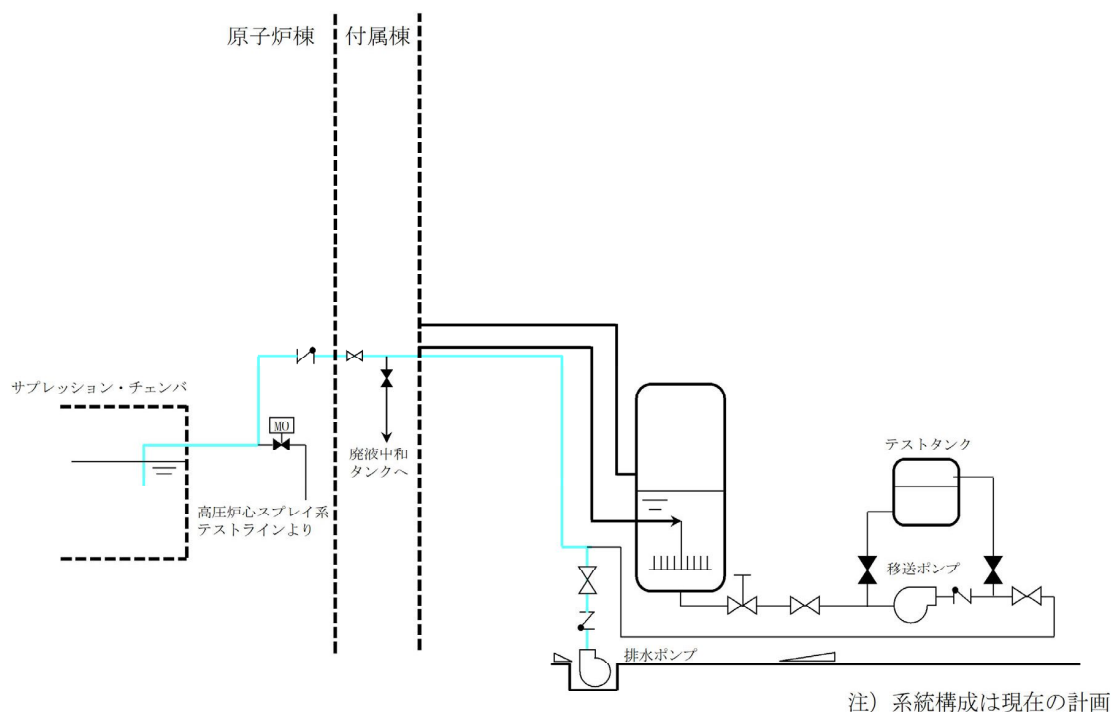 原子炉棟
付属棟
サプレッション・チェンバ
MO
高圧炉心スプレイ系
テストラインより
廃液中和
タンクへ
テストタンク
移送ポンプ
排水ポンプ
注）系統構成は現在の計画